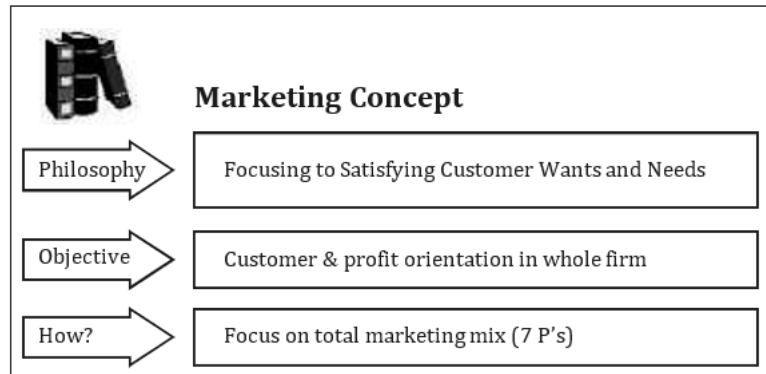 Marketing Concept
Philosophy
Focusing to Satisfying Customer Wants and Needs
Objective
Customer & profit orientation in whole firm
How?
Focus on total marketing mix (7 P's)